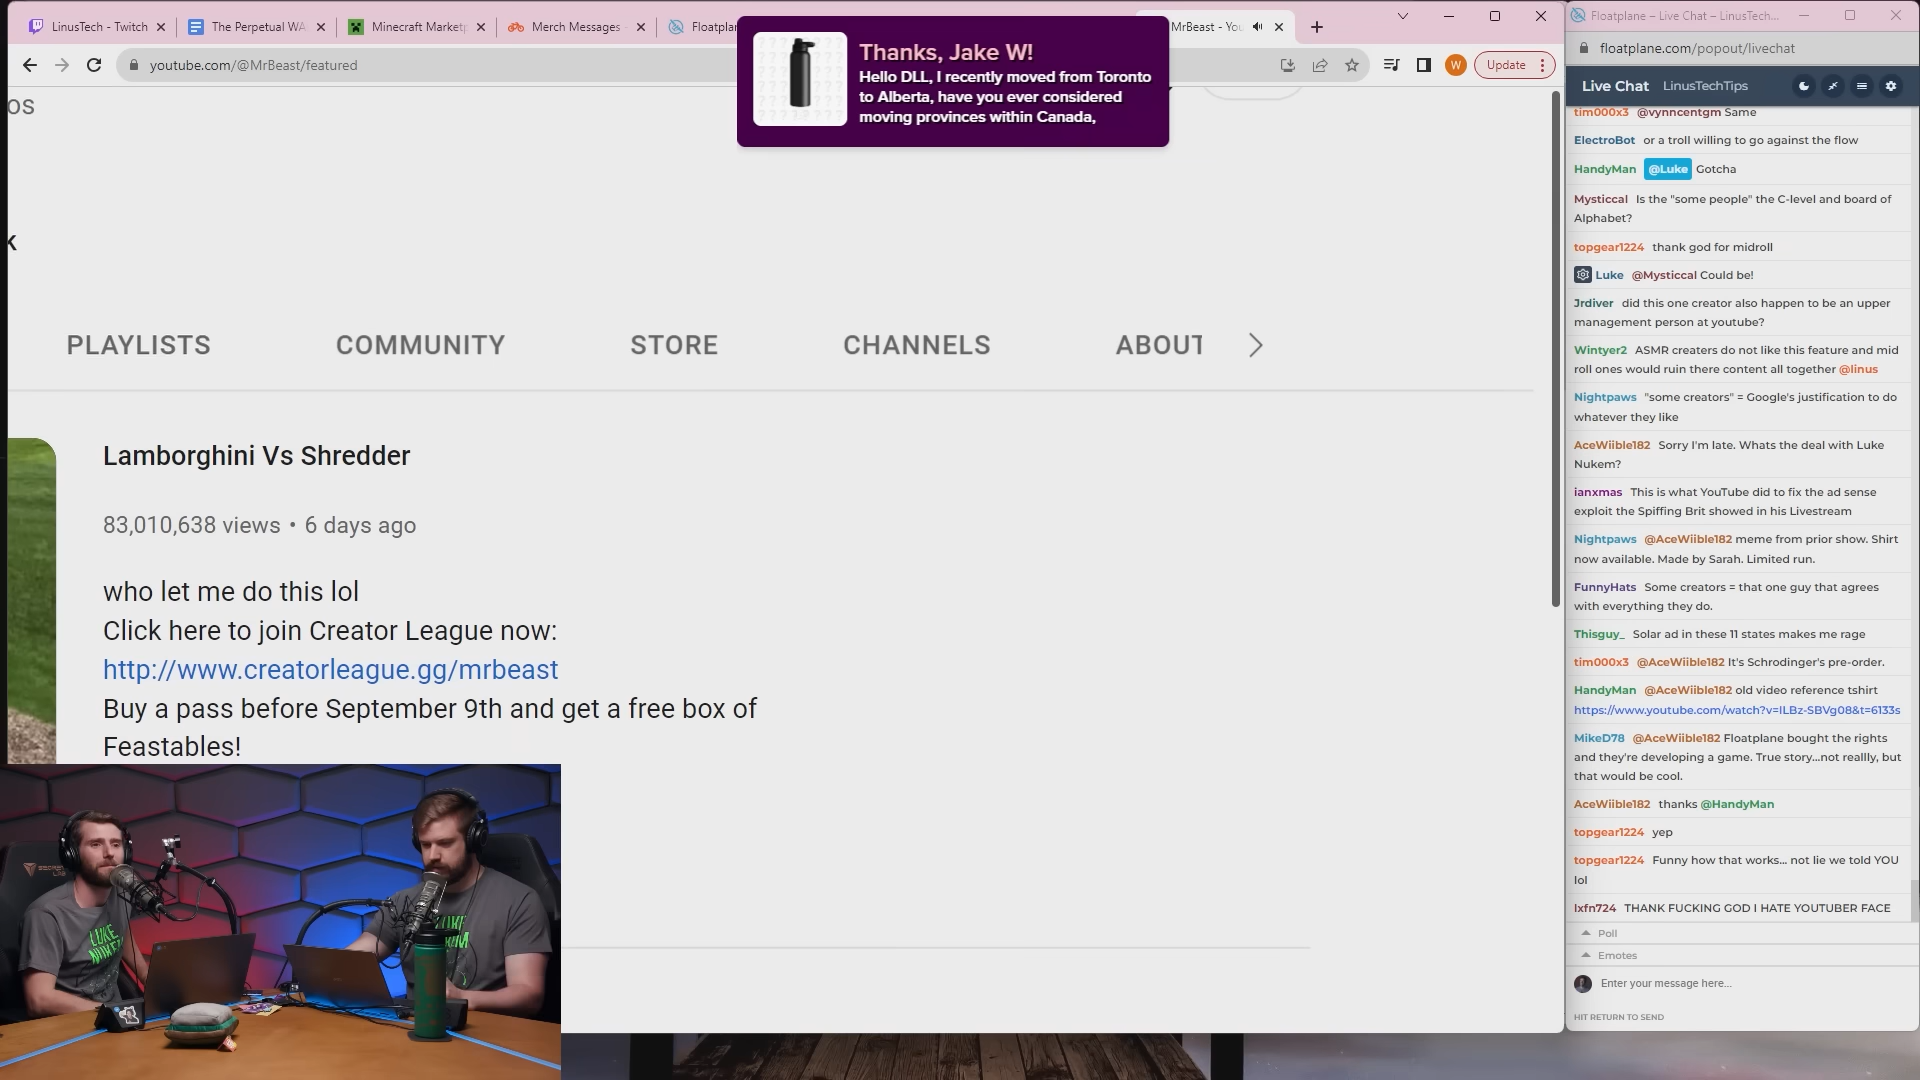 LinusTech - Twitch
The Perpetual WA
Minecraft Marketp
Merch Messages
Floatpla
MrBeast - You
youtube.com/@MrBeast/featured
W
Update
Thanks, Jake W!
Hello DLL, I recently moved from Toronto
to Alberta, have you ever considered
moving provinces within Canada,
OS
K
PLAYLISTS
COMMUNITY
STORE
CHANNELS
ABOUT
Lamborghini Vs Shredder
83,010,638 views • 6 days ago
who let me do this lol
Click here to join Creator League now:
http://www.creatorleague.gg/mrbeast
Buy a pass before September 9th and get a free box of
Feastables!
LUKE
NUKEM
Floatplane – Live Chat – LinusTech...
floatplane.com/popout/livechat
Live Chat LinusTechTips
tim000x3 @vynncentgm Same
ElectroBot or a troll willing to go against the flow
HandyMan @Luke Gotcha
Mysticcal Is the "some people" the C-level and board of
Alphabet?
topgear1224 thank god for midroll
Luke @Mysticcal Could be!
Jrdiver did this one creator also happen to be an upper
management person at youtube?
Wintyer2 ASMR creaters do not like this feature and mid
roll ones would ruin there content all together @linus
Nightpaws "some creators" = Google's justification to do
whatever they like
AceWiible182 Sorry I'm late. Whats the deal with Luke
Nukem?
ianxmas This is what YouTube did to fix the ad sense
exploit the Spiffing Brit showed in his Livestream
Nightpaws @AceWiible182 meme from prior show. Shirt
now available. Made by Sarah. Limited run.
FunnyHats Some creators = that one guy that agrees
with everything they do.
Thisguy_ Solar ad in these 11 states makes me rage
tim000x3 @AceWiible182 It's Schrodinger's pre-order.
HandyMan @AceWiible182 old video reference tshirt
https://www.youtube.com/watch?v=ILBz-SBVg08&t=6133s
MikeD78 @AceWiible182 Floatplane bought the rights
and they're developing a game. True story...not reallly, but
that would be cool.
AceWiible182 thanks @HandyMan
topgear1224 yep
topgear1224 Funny how that works... not lie we told YOU
lol
lxfn724 THANK FUCKING GOD I HATE YOUTUBER FACE
Poll
Emotes
Enter your message here...
HIT RETURN TO SEND